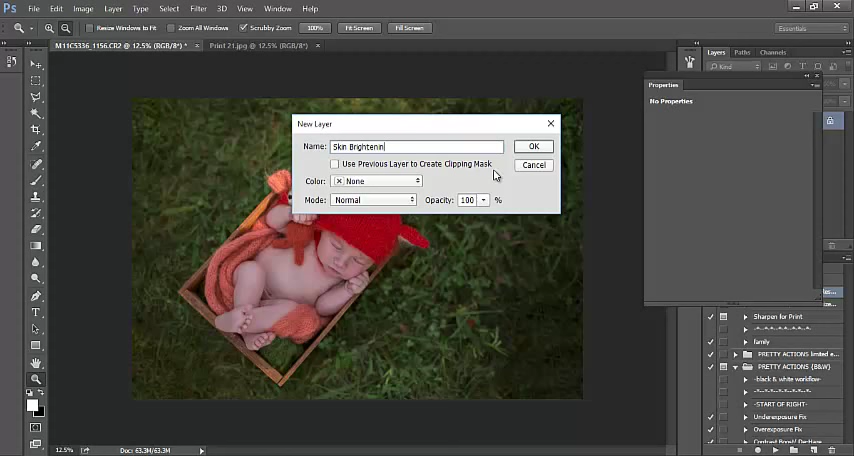 Ps File Edit Image Layer Type Select Filter 3D View Window Help
Resize Windows to Fit Zoom All Windows Scrubby Zoom 100% Fit Screen Fill Screen Essentials
M11C5336_1156.CR2 @ 12.5% (RGB/8*) * × Print 21.jpg @ 12.5% (RGB/8*) ×
Layers Paths Channels
Kind
Properties
No Properties
New Layer
Name: Skin Brightenin
OK
Use Previous Layer to Create Clipping Mask
Cancel
Color: × None
Mode: Normal Opacity: 100 %
Sharpen for Print
-*--*--*--*--*--*-
family
PRETTY ACTIONS limited e...
PRETTY ACTIONS {B&W}
-black & white workflow-
-*--*--*--*--*--*-
-START OF RIGHT-
Underexposure Fix
Overexposure Fix
Contrast Boost/ DeHaze
12.5% Doc: 63.3M/63.3M